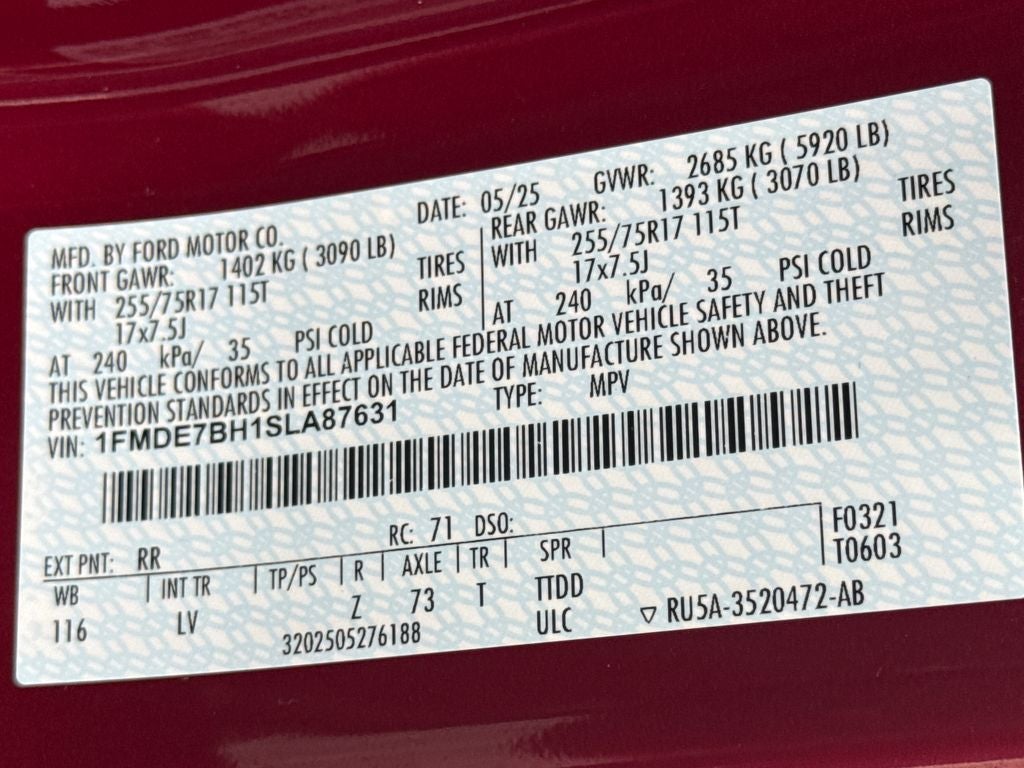 MFD. BY FORD MOTOR CO. DATE: 05/25 GVWR: 2685 KG ( 5920 LB)
FRONT GAWR: 1402 KG ( 3090 LB) REAR GAWR: 1393 KG ( 3070 LB)
WITH 255/75R17 115T TIRES WITH 255/75R17 115T TIRES
17x7.5J RIMS 17x7.5J RIMS
AT 240 kPa/ 35 PSI COLD AT 240 kPa/ 35 PSI COLD
THIS VEHICLE CONFORMS TO ALL APPLICABLE FEDERAL MOTOR VEHICLE SAFETY AND THEFT
PREVENTION STANDARDS IN EFFECT ON THE DATE OF MANUFACTURE SHOWN ABOVE.
VIN: 1FMDE7BH1SLA87631 TYPE: MPV
EXT PNT: RR RC: 71 DSO: F0321
WB INT TR TP/PS R AXLE TR SPR T0603
116 LV Z 73 T TTDD
3202505276188 ULC ▽ RU5A-3520472-AB